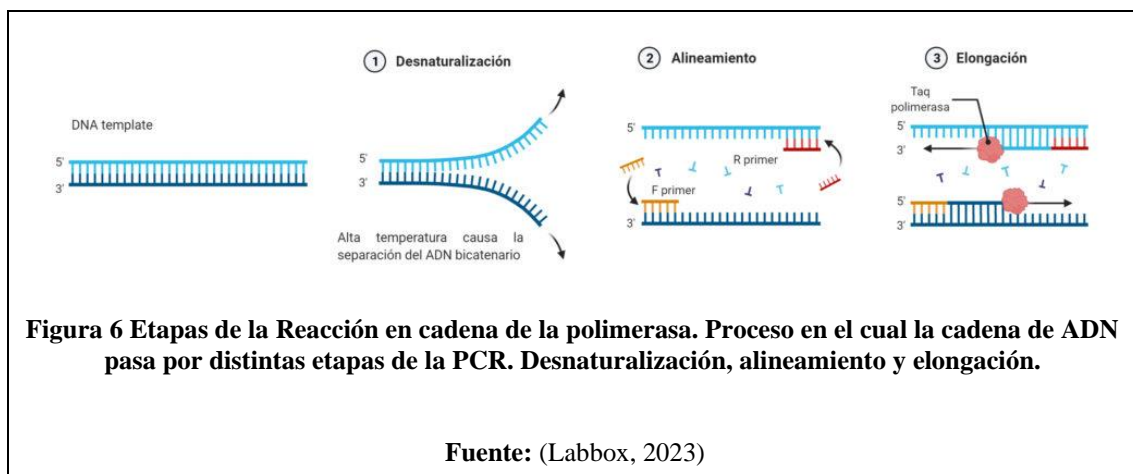 1 Desnaturalización
2 Alineamiento
3 Elongación
DNA template
5'
3'
5'
3'
Alta temperatura causa la
separación del ADN bicatenario
5'
R primer
F primer
3'
Taq
polimerasa
5'
3'
5'
3'
Figura 6 Etapas de la Reacción en cadena de la polimerasa. Proceso en el cual la cadena de ADN
pasa por distintas etapas de la PCR. Desnaturalización, alineamiento y elongación.
Fuente: (Labbox, 2023)